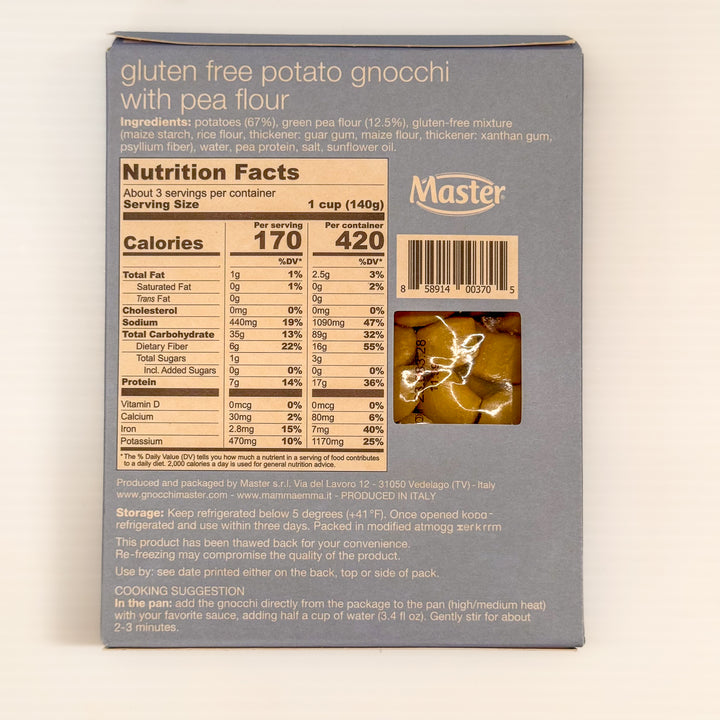 gluten free potato gnocchi
with pea flour
Ingredients: potatoes (67%), green pea flour (12.5%), gluten-free mixture
(maize starch, rice flour, thickener: guar gum, maize flour, thickener: xanthan gum,
psyllium fiber), water, pea protein, salt, sunflower oil.
Nutrition Facts
About 3 servings per container
Serving Size 1 cup (140g)
Per serving Per container
Calories 170 420
%DV* %DV*
Total Fat 1g 1% 2.5g 3%
Saturated Fat 0g 1% 0g 2%
Trans Fat 0g 0g
Cholesterol 0mg 0% 0mg 0%
Sodium 440mg 19% 1090mg 47%
Total Carbohydrate 35g 13% 89g 32%
Dietary Fiber 6g 22% 16g 55%
Total Sugars 1g 3g
Incl. Added Sugars 0g 0% 0g 0%
Protein 7g 14% 17g 36%
Vitamin D 0mcg 0% 0mcg 0%
Calcium 30mg 2% 80mg 6%
Iron 2.8mg 15% 7mg 40%
Potassium 470mg 10% 1170mg 25%
*The % Daily Value (DV) tells you how much a nutrient in a serving of food contributes
to a daily diet. 2,000 calories a day is used for general nutrition advice.
Master®
8 58914 00370 5
Produced and packaged by Master s.r.l. Via del Lavoro 12 - 31050 Vedelago (TV) - Italy
www.gnocchimaster.com - www.mammaemma.it - PRODUCED IN ITALY
Storage: Keep refrigerated below 5 degrees (+41°F). Once opened
refrigerated and use within three days. Packed in modified
This product has been thawed back for your convenience.
Re-freezing may compromise the quality of the product.
Use by: see date printed either on the back, top or side of pack.
COOKING SUGGESTION
In the pan: add the gnocchi directly from the package to the pan (high/medium heat)
with your favorite sauce, adding half a cup of water (3.4 fl oz). Gently stir for about
2-3 minutes.